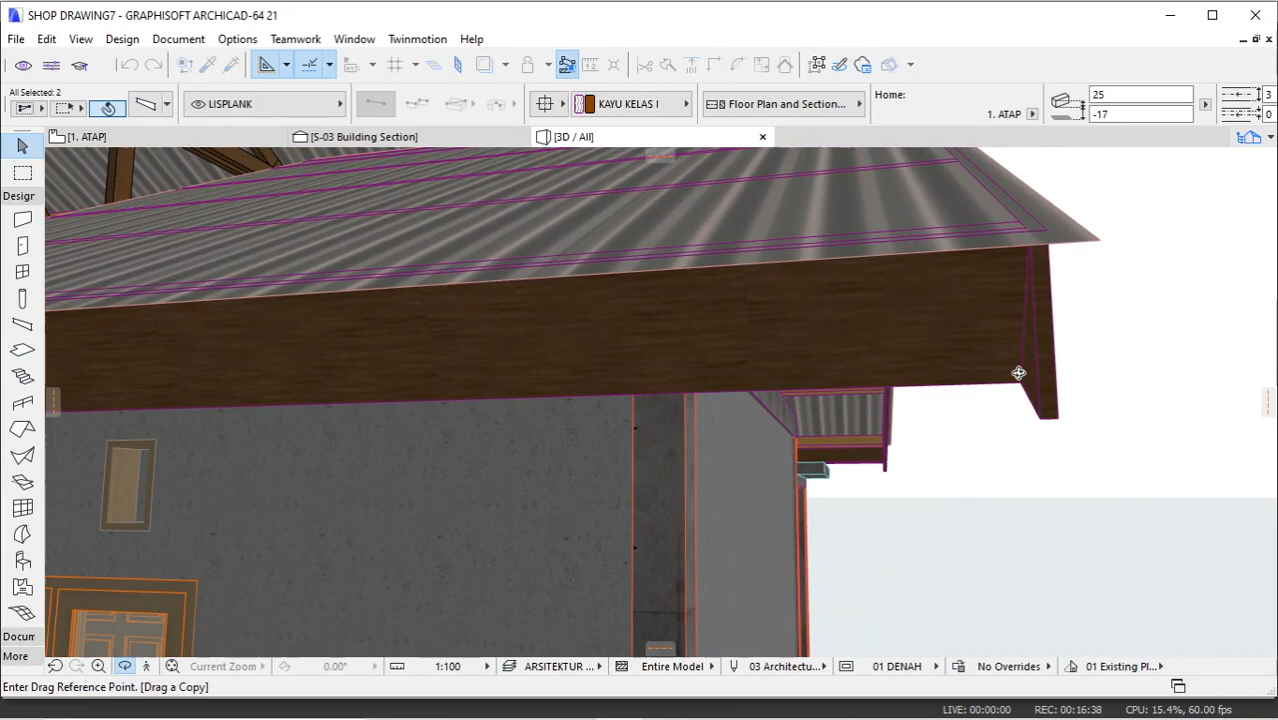 SHOP DRAWING7 - GRAPHISOFT ARCHICAD-64 21
File Edit View Design Document Options Teamwork Window Twinmotion Help
All Selected: 2
LISPLANK
KAYU KELAS I
Floor Plan and Section...
Home:
1. ATAP
25
-17
3
0
[1. ATAP]
[S-03 Building Section]
[3D / All]
Design
Docum
More
Current Zoom
0.00°
1:100
ARSITEKTUR ...
Entire Model
03 Architectu...
01 DENAH
No Overrides
01 Existing Pl...
Enter Drag Reference Point. [Drag a Copy]
LIVE: 00:00:00
REC: 00:16:38
CPU: 15.4%, 60.00 fps